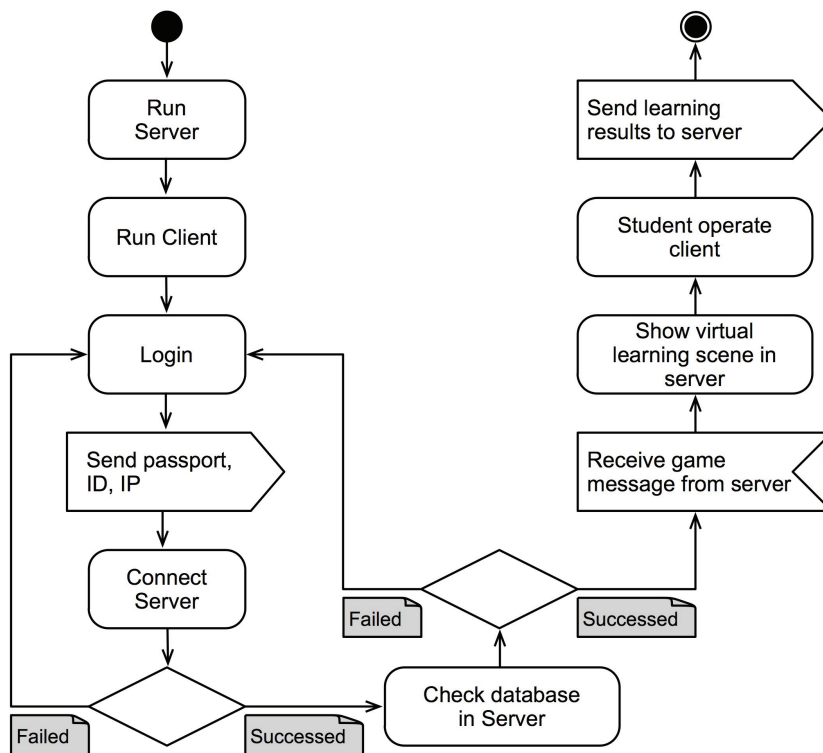 Run
Server
Run Client
Login
Send passport,
ID, IP
Connect
Server
Failed
Successed
Check database
in Server
Failed
Successed
Receive game
message from server
Show virtual
learning scene in
server
Student operate
client
Send learning
results to server